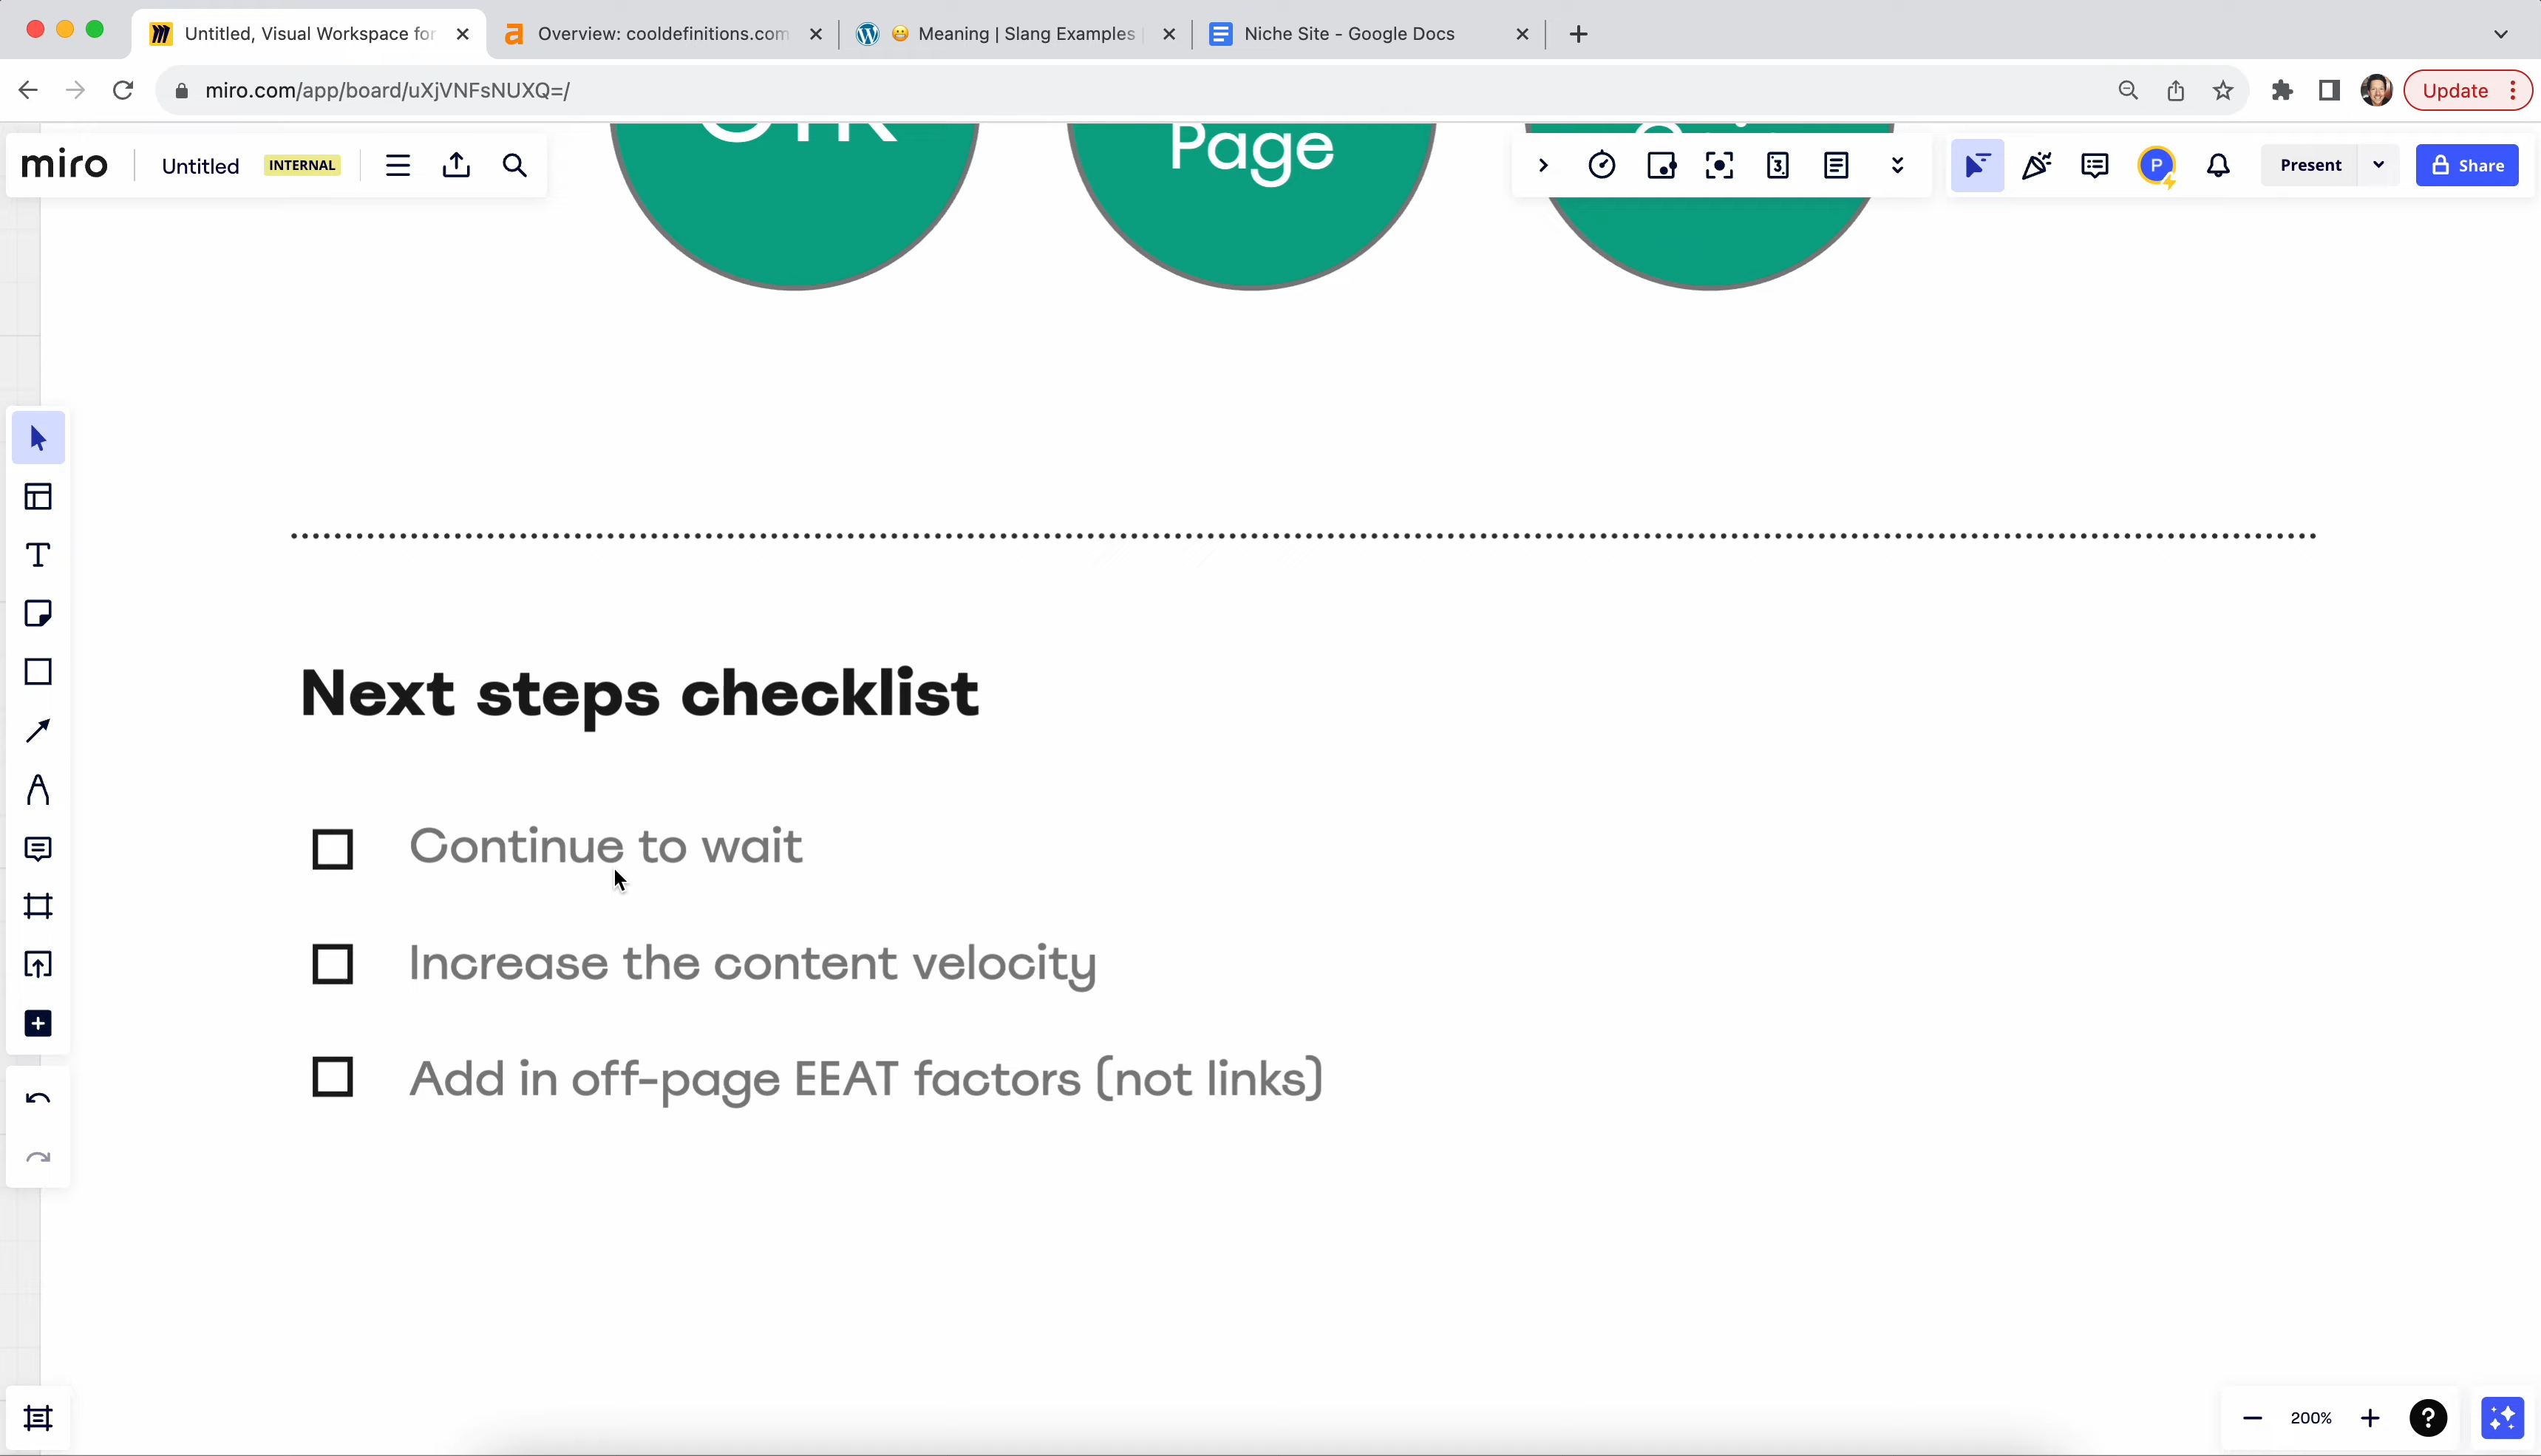 Untitled, Visual Workspace for
Overview: cooldefinitions.com
😀 Meaning | Slang Examples
Niche Site - Google Docs
miro.com/app/board/uXjVNFsNUXQ=/
Update
miro
Untitled
INTERNAL
Page
3
P
Present
Share
Next steps checklist
Continue to wait
Increase the content velocity
Add in off-page EEAT factors (not links)
200%
?